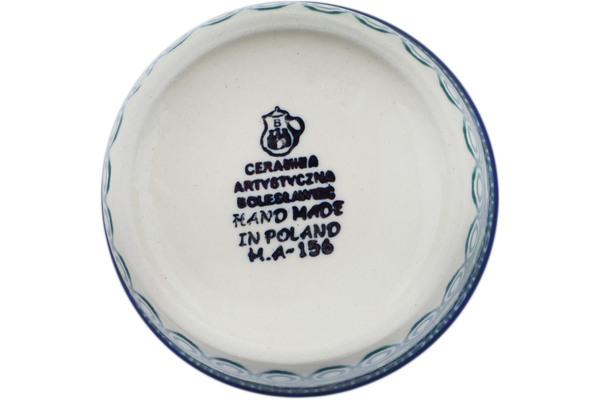 B
CERAMIKA
ARTYSTYCZNA
BOLESŁAWIEC
HAND MADE
IN POLAND
M.A-156